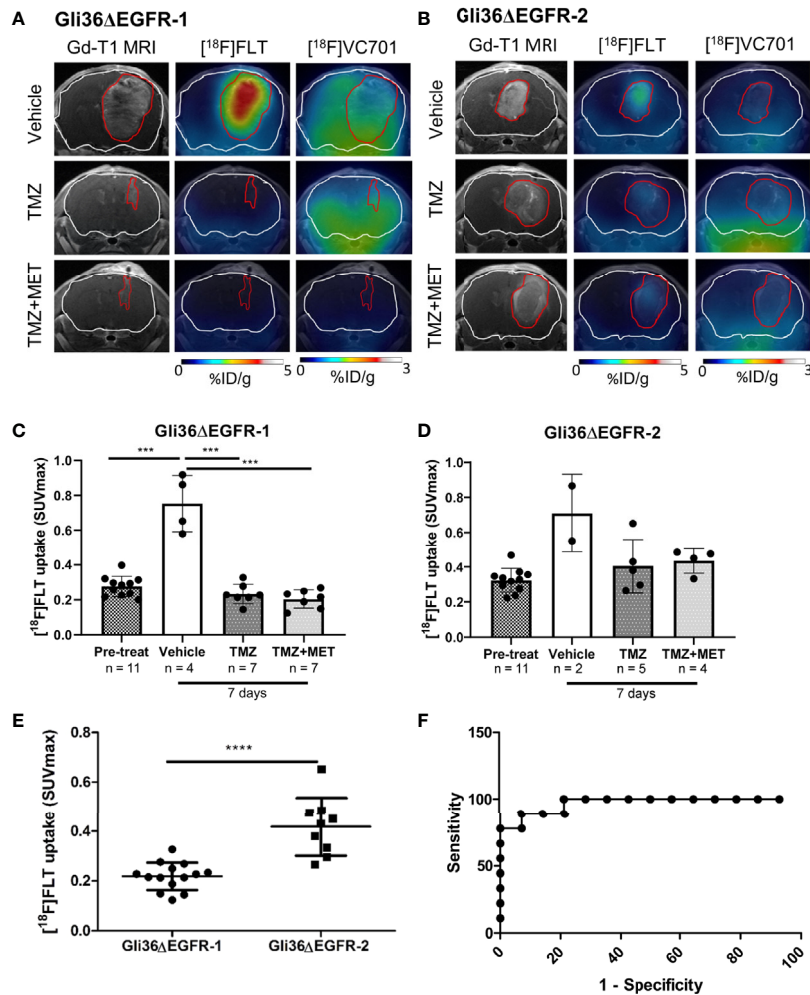 A
Gli36ΔEGFR-1
Gd-T1 MRI [¹⁸F]FLT [¹⁸F]VC701
Vehicle
TMZ
TMZ+MET
0 5 0 3
%ID/g %ID/g
B
Gli36ΔEGFR-2
Gd-T1 MRI [¹⁸F]FLT [¹⁸F]VC701
Vehicle
TMZ
TMZ+MET
0 5 0 3
%ID/g %ID/g
C
Gli36ΔEGFR-1
*** *** ***
[¹⁸F]FLT uptake (SUVmax)
1.0
0.8
0.6
0.4
0.2
0.0
Pre-treat Vehicle TMZ TMZ+MET
n = 11 n = 4 n = 7 n = 7
7 days
D
Gli36ΔEGFR-2
[¹⁸F]FLT uptake (SUVmax)
1.0
0.8
0.6
0.4
0.2
0.0
Pre-treat Vehicle TMZ TMZ+MET
n = 11 n = 2 n = 5 n = 4
7 days
E
****
[¹⁸F]FLT uptake (SUVmax)
0.8
0.6
0.4
0.2
0.0
Gli36ΔEGFR-1 Gli36ΔEGFR-2
F
Sensitivity
150
100
50
0
0 20 40 60 80 100
1 - Specificity